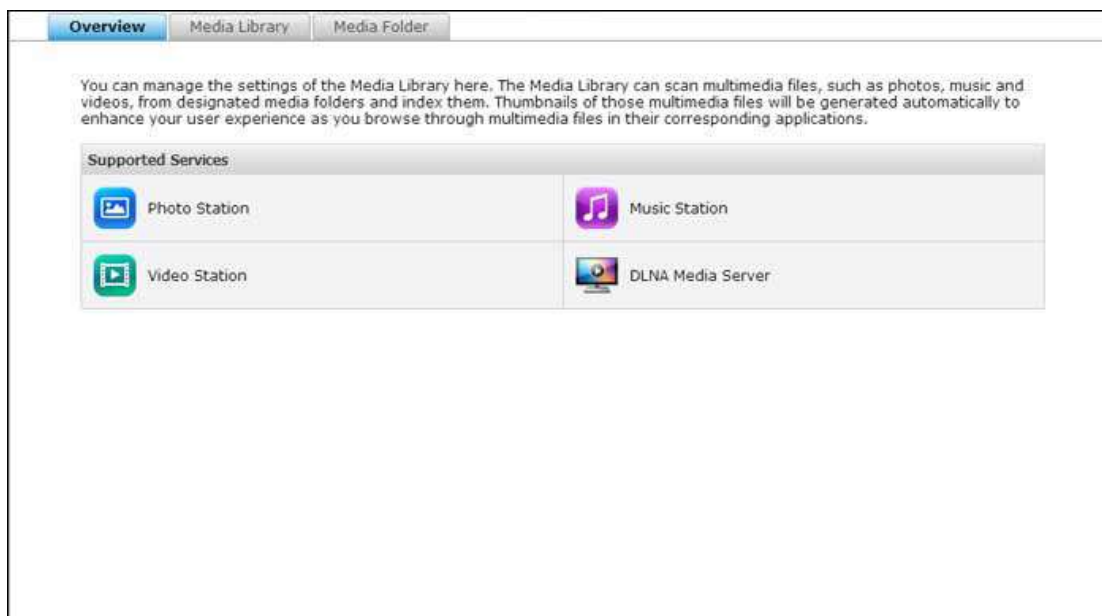 Overview Media Library Media Folder
You can manage the settings of the Media Library here. The Media Library can scan multimedia files, such as photos, music and
videos, from designated media folders and index them. Thumbnails of those multimedia files will be generated automatically to
enhance your user experience as you browse through multimedia files in their corresponding applications.
Supported Services
Photo Station Music Station
Video Station DLNA Media Server